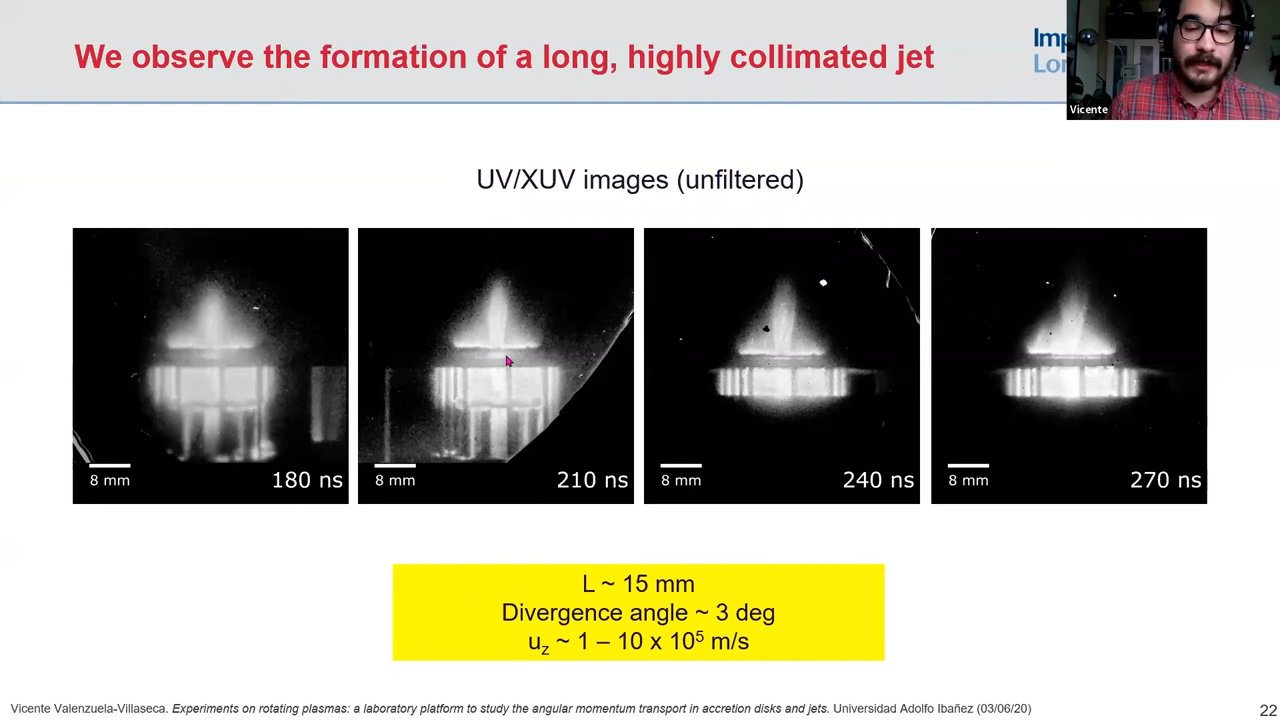 We observe the formation of a long, highly collimated jet
Vicente
UV/XUV images (unfiltered)
8 mm
180 ns
8 mm
210 ns
8 mm
240 ns
8 mm
270 ns
L ~ 15 mm
Divergence angle ~ 3 deg
u_z ~ 1 – 10 x 10⁵ m/s
Vicente Valenzuela-Villaseca. Experiments on rotating plasmas: a laboratory platform to study the angular momentum transport in accretion disks and jets. Universidad Adolfo Ibañez (03/06/20)
22